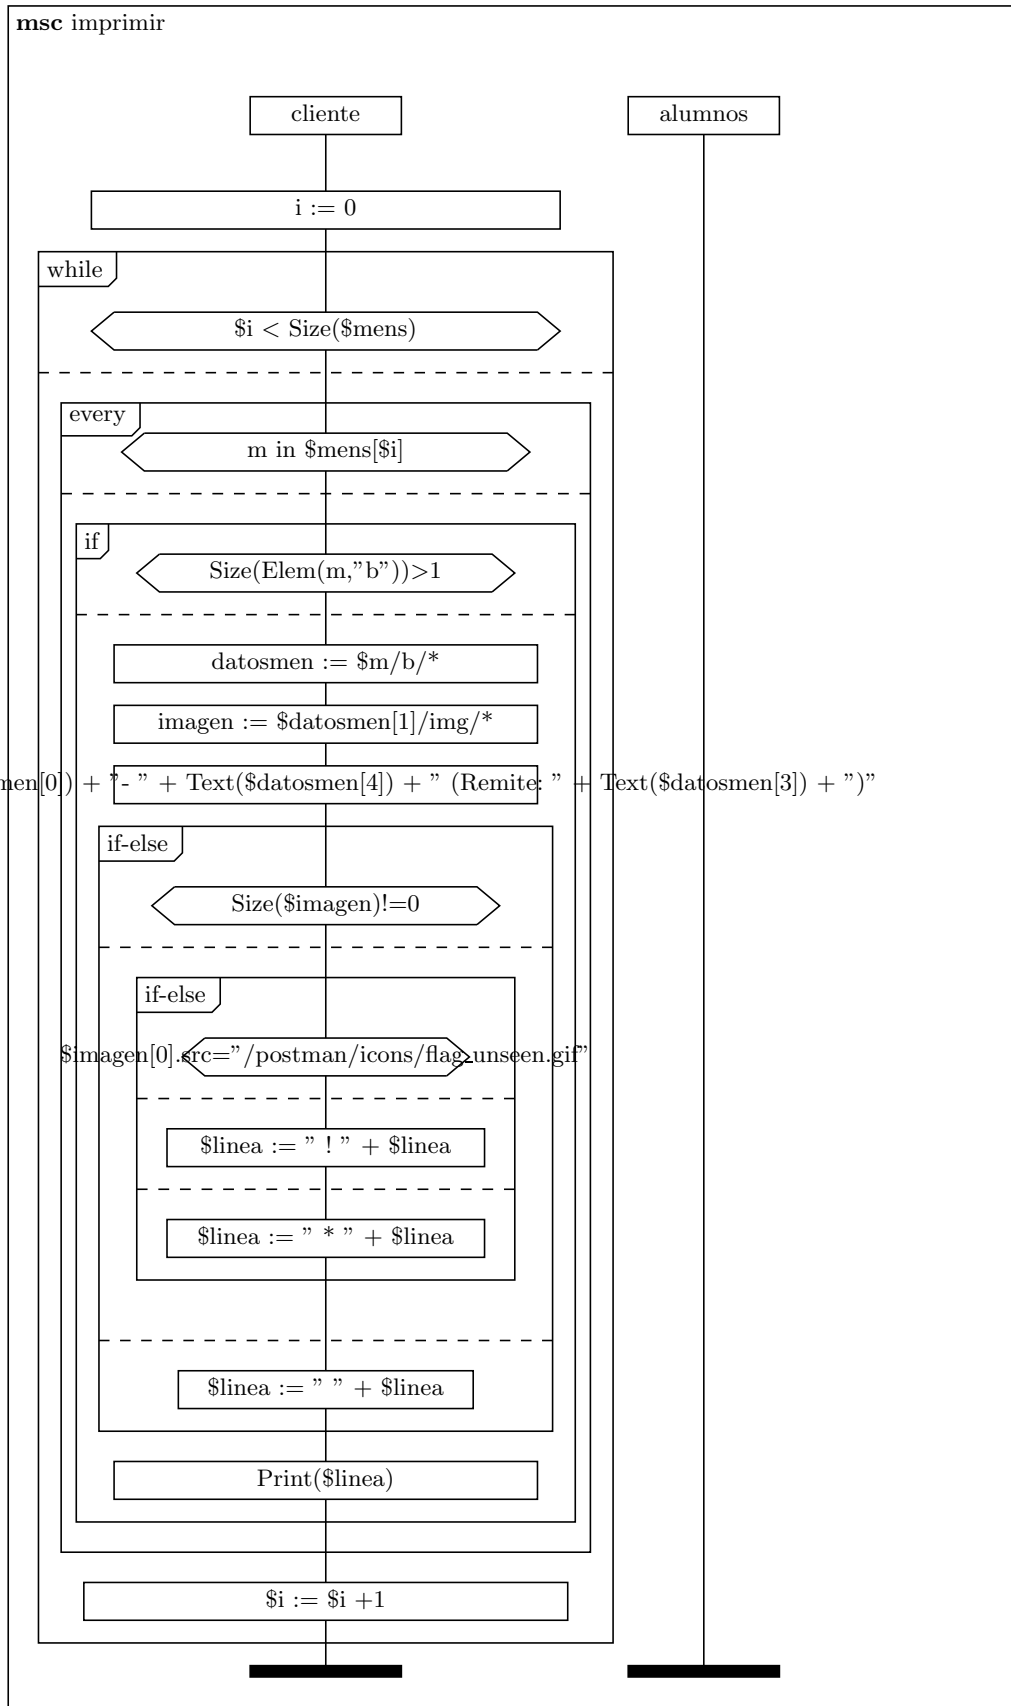 msc imprimir
cliente
alumnos
i := 0
while
$i < Size($mens)
every
m in $mens[$i]
if
Size(Elem(m,”b”))>1
datosmen := $m/b/*
imagen := $datosmen[1]/img/*
men[0]) + ”- ” + Text($datosmen[4]) + ” (Remite: ” + Text($datosmen[3]) + ”)”
if-else
Size($imagen)!=0
if-else
$imagen[0].src=”/postman/icons/flag_unseen.gif”
$linea := ” ! ” + $linea
$linea := ” * ” + $linea
$linea := ” ” + $linea
Print($linea)
$i := $i +1